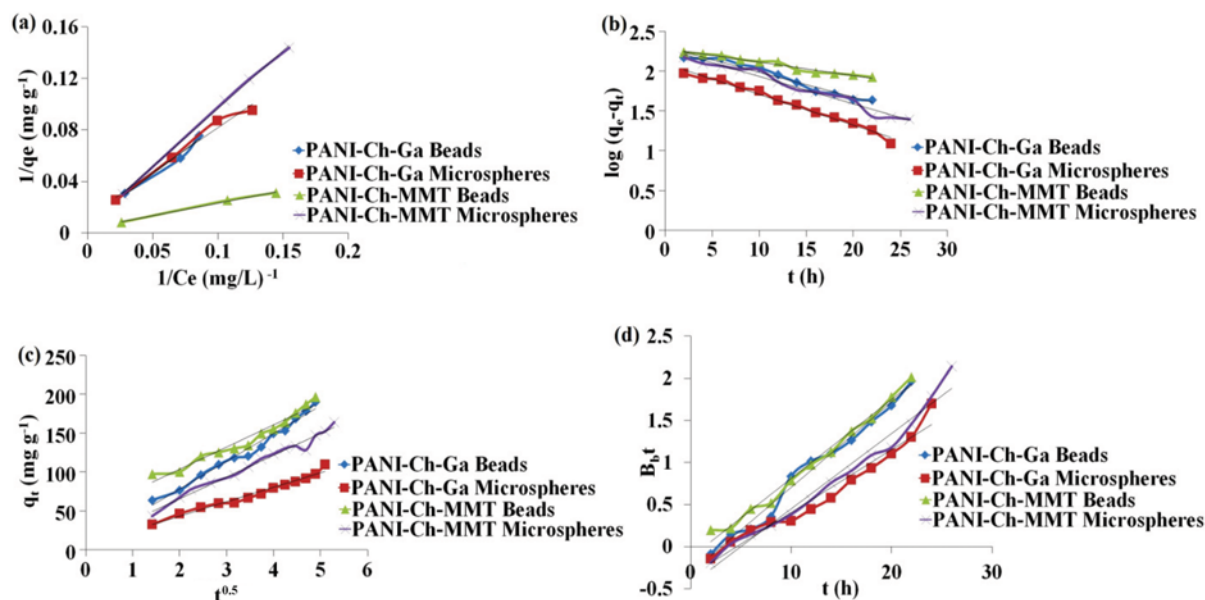 (a)
0.16
0.12
0.08
0.04
0
1/qe (mg g⁻¹)
0 0.05 0.1 0.15 0.2
1/Ce (mg/L) ⁻¹
PANI-Ch-Ga Beads
PANI-Ch-Ga Microspheres
PANI-Ch-MMT Beads
PANI-Ch-MMT Microspheres
(b)
2.5
2
1.5
1
0.5
0
log (qₑ-qₜ)
0 5 10 15 20 25 30
t (h)
PANI-Ch-Ga Beads
PANI-Ch-Ga Microspheres
PANI-Ch-MMT Beads
PANI-Ch-MMT Microspheres
(c)
250
200
150
100
50
0
qₜ (mg g⁻¹)
0 1 2 3 4 5 6
t⁰·⁵
PANI-Ch-Ga Beads
PANI-Ch-Ga Microspheres
PANI-Ch-MMT Beads
PANI-Ch-MMT Microspheres
(d)
2.5
2
1.5
1
0.5
0
-0.5
B_bt
0 10 20 30
t (h)
PANI-Ch-Ga Beads
PANI-Ch-Ga Microspheres
PANI-Ch-MMT Beads
PANI-Ch-MMT Microspheres